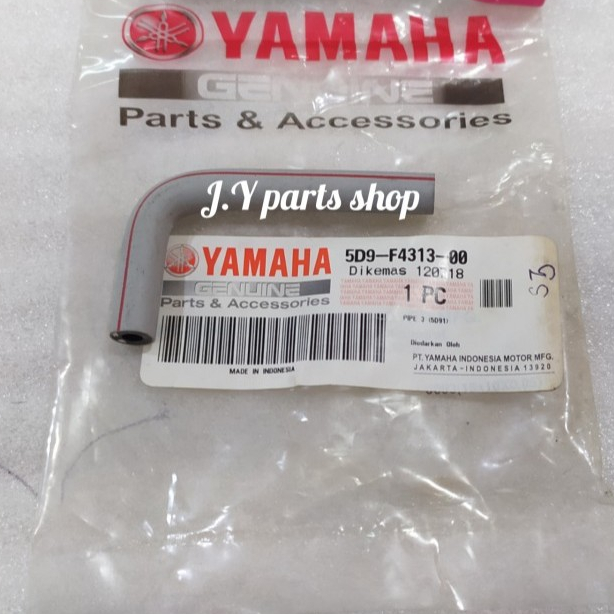 YAMAHA
GENUINE
Parts & Accessories
J.Y parts shop
YAMAHA
GENUINE
Parts & Accessories
5D9-F4313-00
Dikemas 120718
1 PC
PIPE 3 (5D91)
Diedarkan Oleh
PT. YAMAHA INDONESIA MOTOR MFG.
JAKARTA-INDONESIA 13920
MADE IN INDONESIA